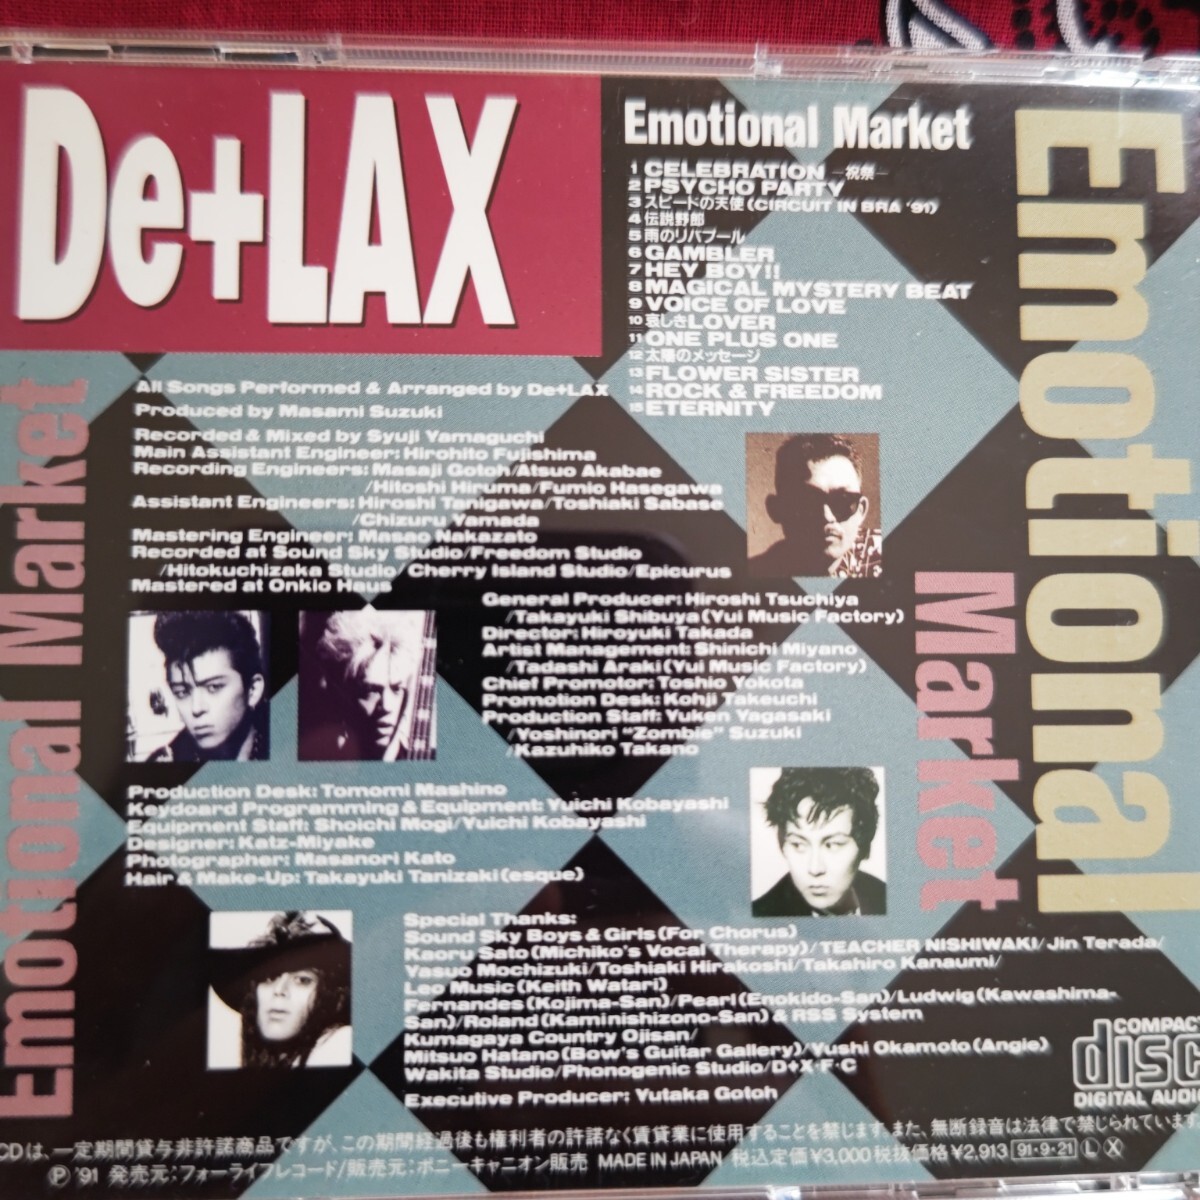 De+LAX
Emotional Market
1 CELEBRATION —祝祭—
2 PSYCHO PARTY
3 スピードの天使(CIRCUIT IN BRA '91)
4 伝説野郎
5 雨のリバプール
6 GAMBLER
7 HEY BOY!!
8 MAGICAL MYSTERY BEAT
9 VOICE OF LOVE
10 哀しきLOVER
11 ONE PLUS ONE
12 太陽のメッセージ
13 FLOWER SISTER
14 ROCK & FREEDOM
15 ETERNITY
Emotional Market
Emotional
Market
All Songs Performed & Arranged by De+LAX
Produced by Masami Suzuki
Recorded & Mixed by Syuji Yamaguchi
Main Assistant Engineer: Hirohito Fujishima
Recording Engineers: Masaji Gotoh/Atsuo Akabae
/Hitoshi Hiruma/Fumio Hasegawa
Assistant Engineers: Hiroshi Tanigawa/Toshiaki Sabase
/Chizuru Yamada
Mastering Engineer: Masao Nakazato
Recorded at Sound Sky Studio/Freedom Studio
/Hitokuchizaka Studio/Cherry Island Studio/Epicurus
Mastered at Onkio Haus
General Producer: Hiroshi Tsuchiya
/Takayuki Shibuya(Yui Music Factory)
Director: Hiroyuki Takada
Artist Management: Shinichi Miyano
/Tadashi Araki(Yui Music Factory)
Chief Promotor: Toshio Yokota
Promotion Desk: Kohji Takeuchi
Production Staff: Yuken Yagasaki
/Yoshinori "Zombie" Suzuki
/Kazuhiko Takano
Production Desk: Tomomi Mashino
Keydoard Programming & Equipment: Yuichi Kobayashi
Equipment Staff: Shoichi Mogi/Yuichi Kobayashi
Designer: Katz-Miyake
Photographer: Masanori Kato
Hair & Make-Up: Takayuki Tanizaki(esque)
Special Thanks:
Sound Sky Boys & Girls(For Chorus)
Kaoru Sato(Michiko's Vocal Therapy)/TEACHER NISHIWAKI/Jin Terada/
Yasuo Mochizuki/Toshiaki Hirakoshi/Takahiro Kanaumi/
Leo Music(Keith Watari)
Fernandes(Kojima-San)/Pearl(Enokido-San)/Ludwig(Kawashima-
San)/Roland(Kaminishizono-San) & RSS System
Kumagaya Country Ojisan/
Mitsuo Hatano(Bow's Guitar Gallery)/Yushi Okamoto(Angie)
Wakita Studio/Phonogenic Studio/D+X·F·C
Executive Producer: Yutaka Gotoh
COMPACT
disc
DIGITAL AUDIO
CDは、一定期間貸与非許諾商品ですが、この期間経過後も権利者の許諾なく賃貸業に使用することを禁じます。また、無断録音は法律で禁じられています。
Ⓟ '91 発売元:フォーライフレコード/販売元:ポニーキャニオン販売 MADE IN JAPAN 税込定価¥3,000税抜価格¥2,913 91・9・21 Ⓛ Ⓧ